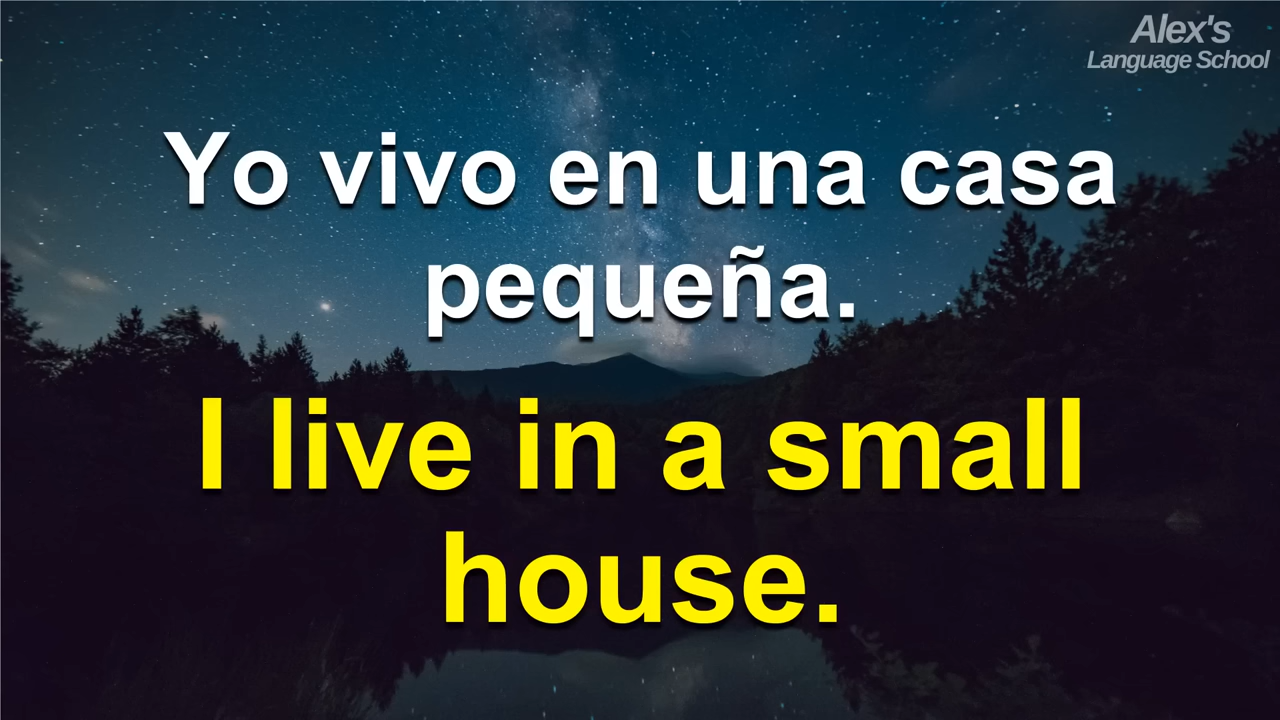 Alex's
Language School
Yo vivo en una casa
pequeña.
I live in a small
house.